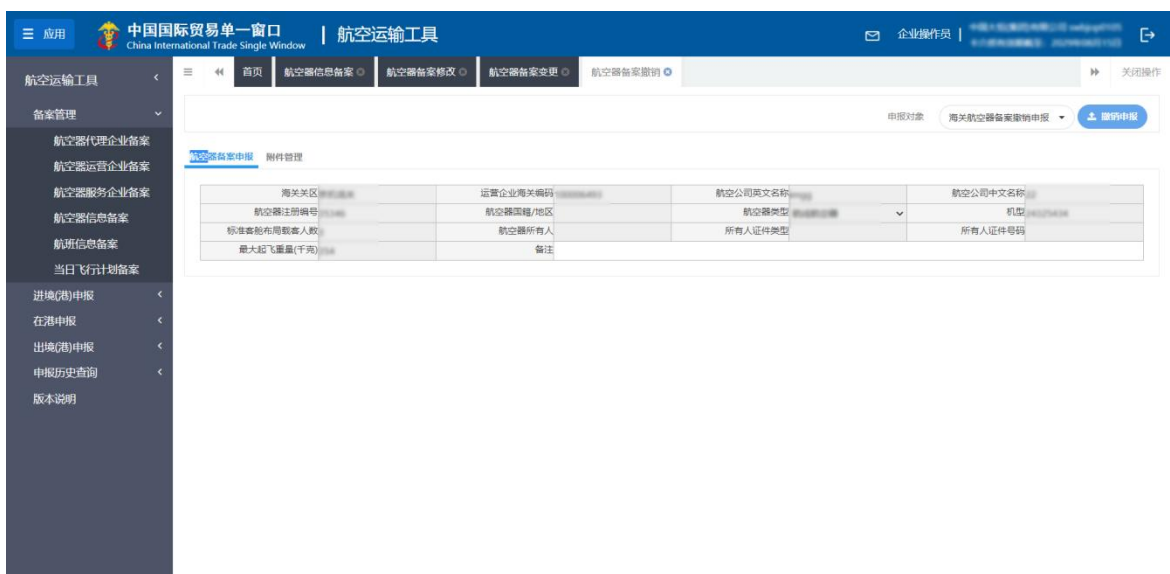 应用 中国国际贸易单一窗口 | 航空运输工具 企业操作员 |
China International Trade Single Window
航空运输工具 首页 航空器信息备案 航空器备案修改 航空器备案变更 航空器备案撤销 关闭操作
备案管理 申报对象 海关航空器备案撤销申报 撤销申报
航空器代理企业备案
航空器运营企业备案
航空器服务企业备案
航空器信息备案
航班信息备案
当日飞行计划备案
进境(港)申报
在港申报
出境(港)申报
申报历史查询
版本说明
航空器备案申报 附件管理
海关关区 运营企业海关编码 航空公司英文名称 航空公司中文名称
航空器注册编号 航空器国籍/地区 航空器类型 机型
标准客舱布局载客人数 航空器所有人 所有人证件类型 所有人证件号码
最大起飞重量(千克) 备注